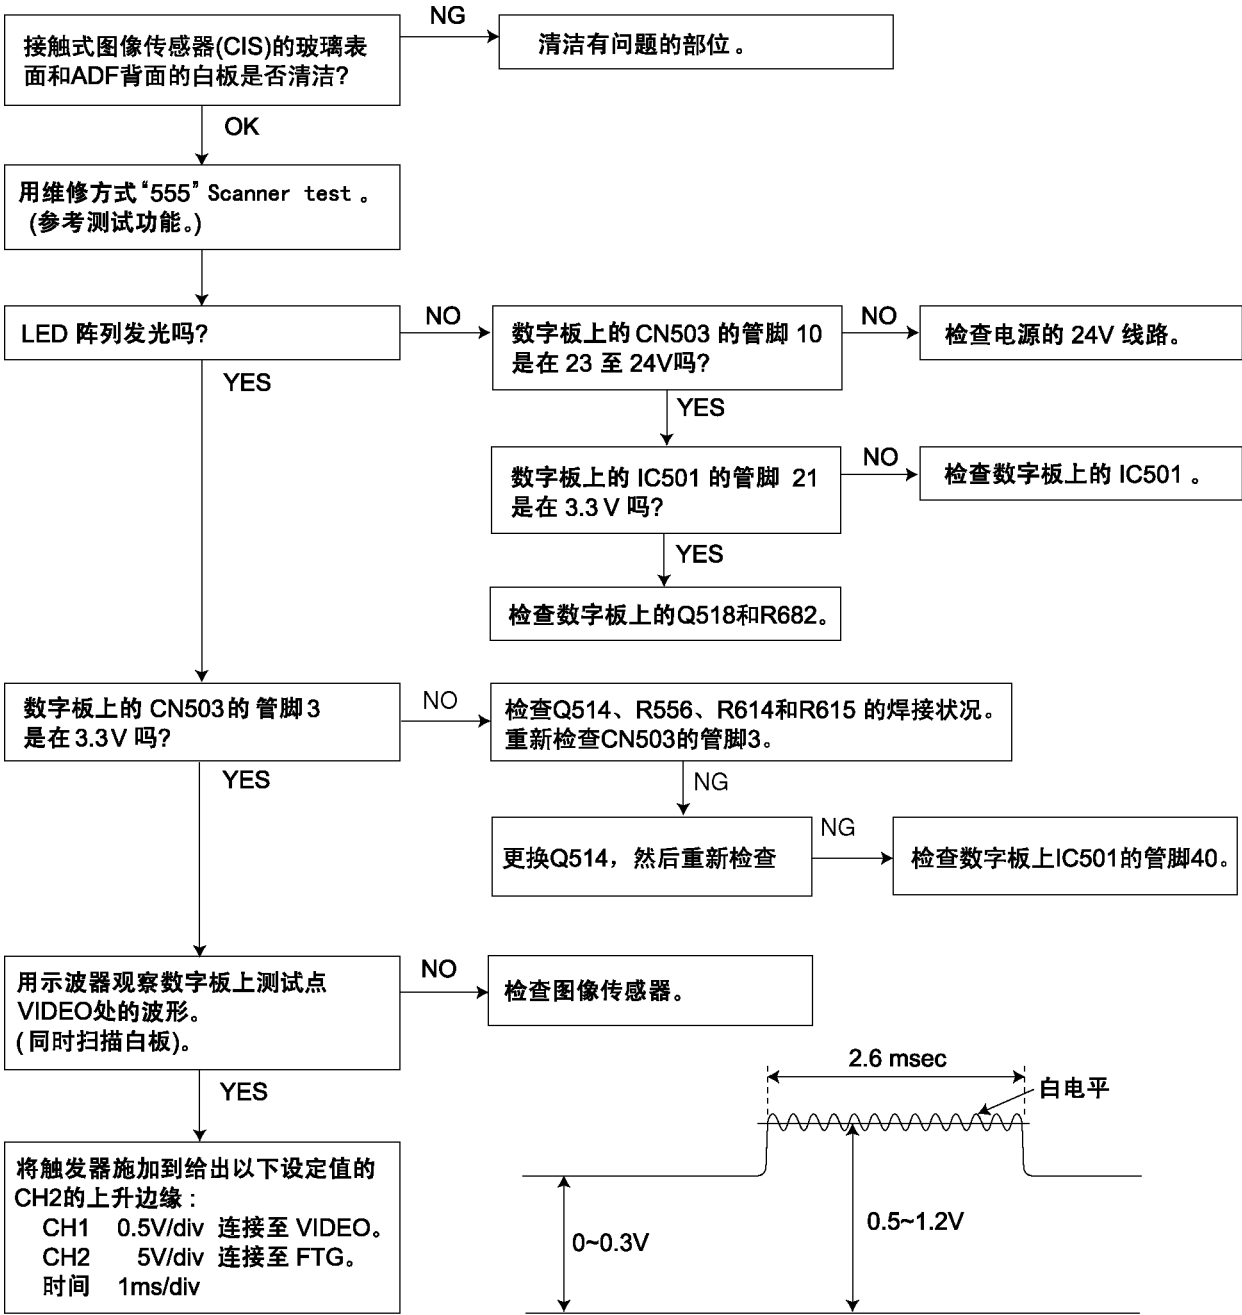 接触式图像传感器(CIS)的玻璃表
面和ADF背面的白板是否清洁?
NG
清洁有问题的部位。
OK
用维修方式“555” Scanner test 。
(参考测试功能。)
LED 阵列发光吗?
NO
数字板上的 CN503 的管脚 10
是在 23 至 24V吗?
NO
检查电源的 24V 线路。
YES
YES
数字板上的 IC501 的管脚 21
是在 3.3 V 吗?
NO
检查数字板上的 IC501 。
YES
检查数字板上的Q518和R682。
数字板上的 CN503的 管脚 3
是在 3.3 V 吗?
NO
检查Q514、R556、R614和R615 的焊接状况。
重新检查CN503的管脚3。
YES
NG
更换Q514，然后重新检查
NG
检查数字板上IC501的管脚40。
用示波器观察数字板上测试点
VIDEO处的波形。
(同时扫描白板)。
NO
检查图像传感器。
YES
将触发器施加到给出以下设定值的
CH2的上升边缘 :
CH1 0.5V/div 连接至 VIDEO。
CH2 5V/div 连接至 FTG。
时间 1ms/div
2.6 msec
白电平
0~0.3V
0.5~1.2V